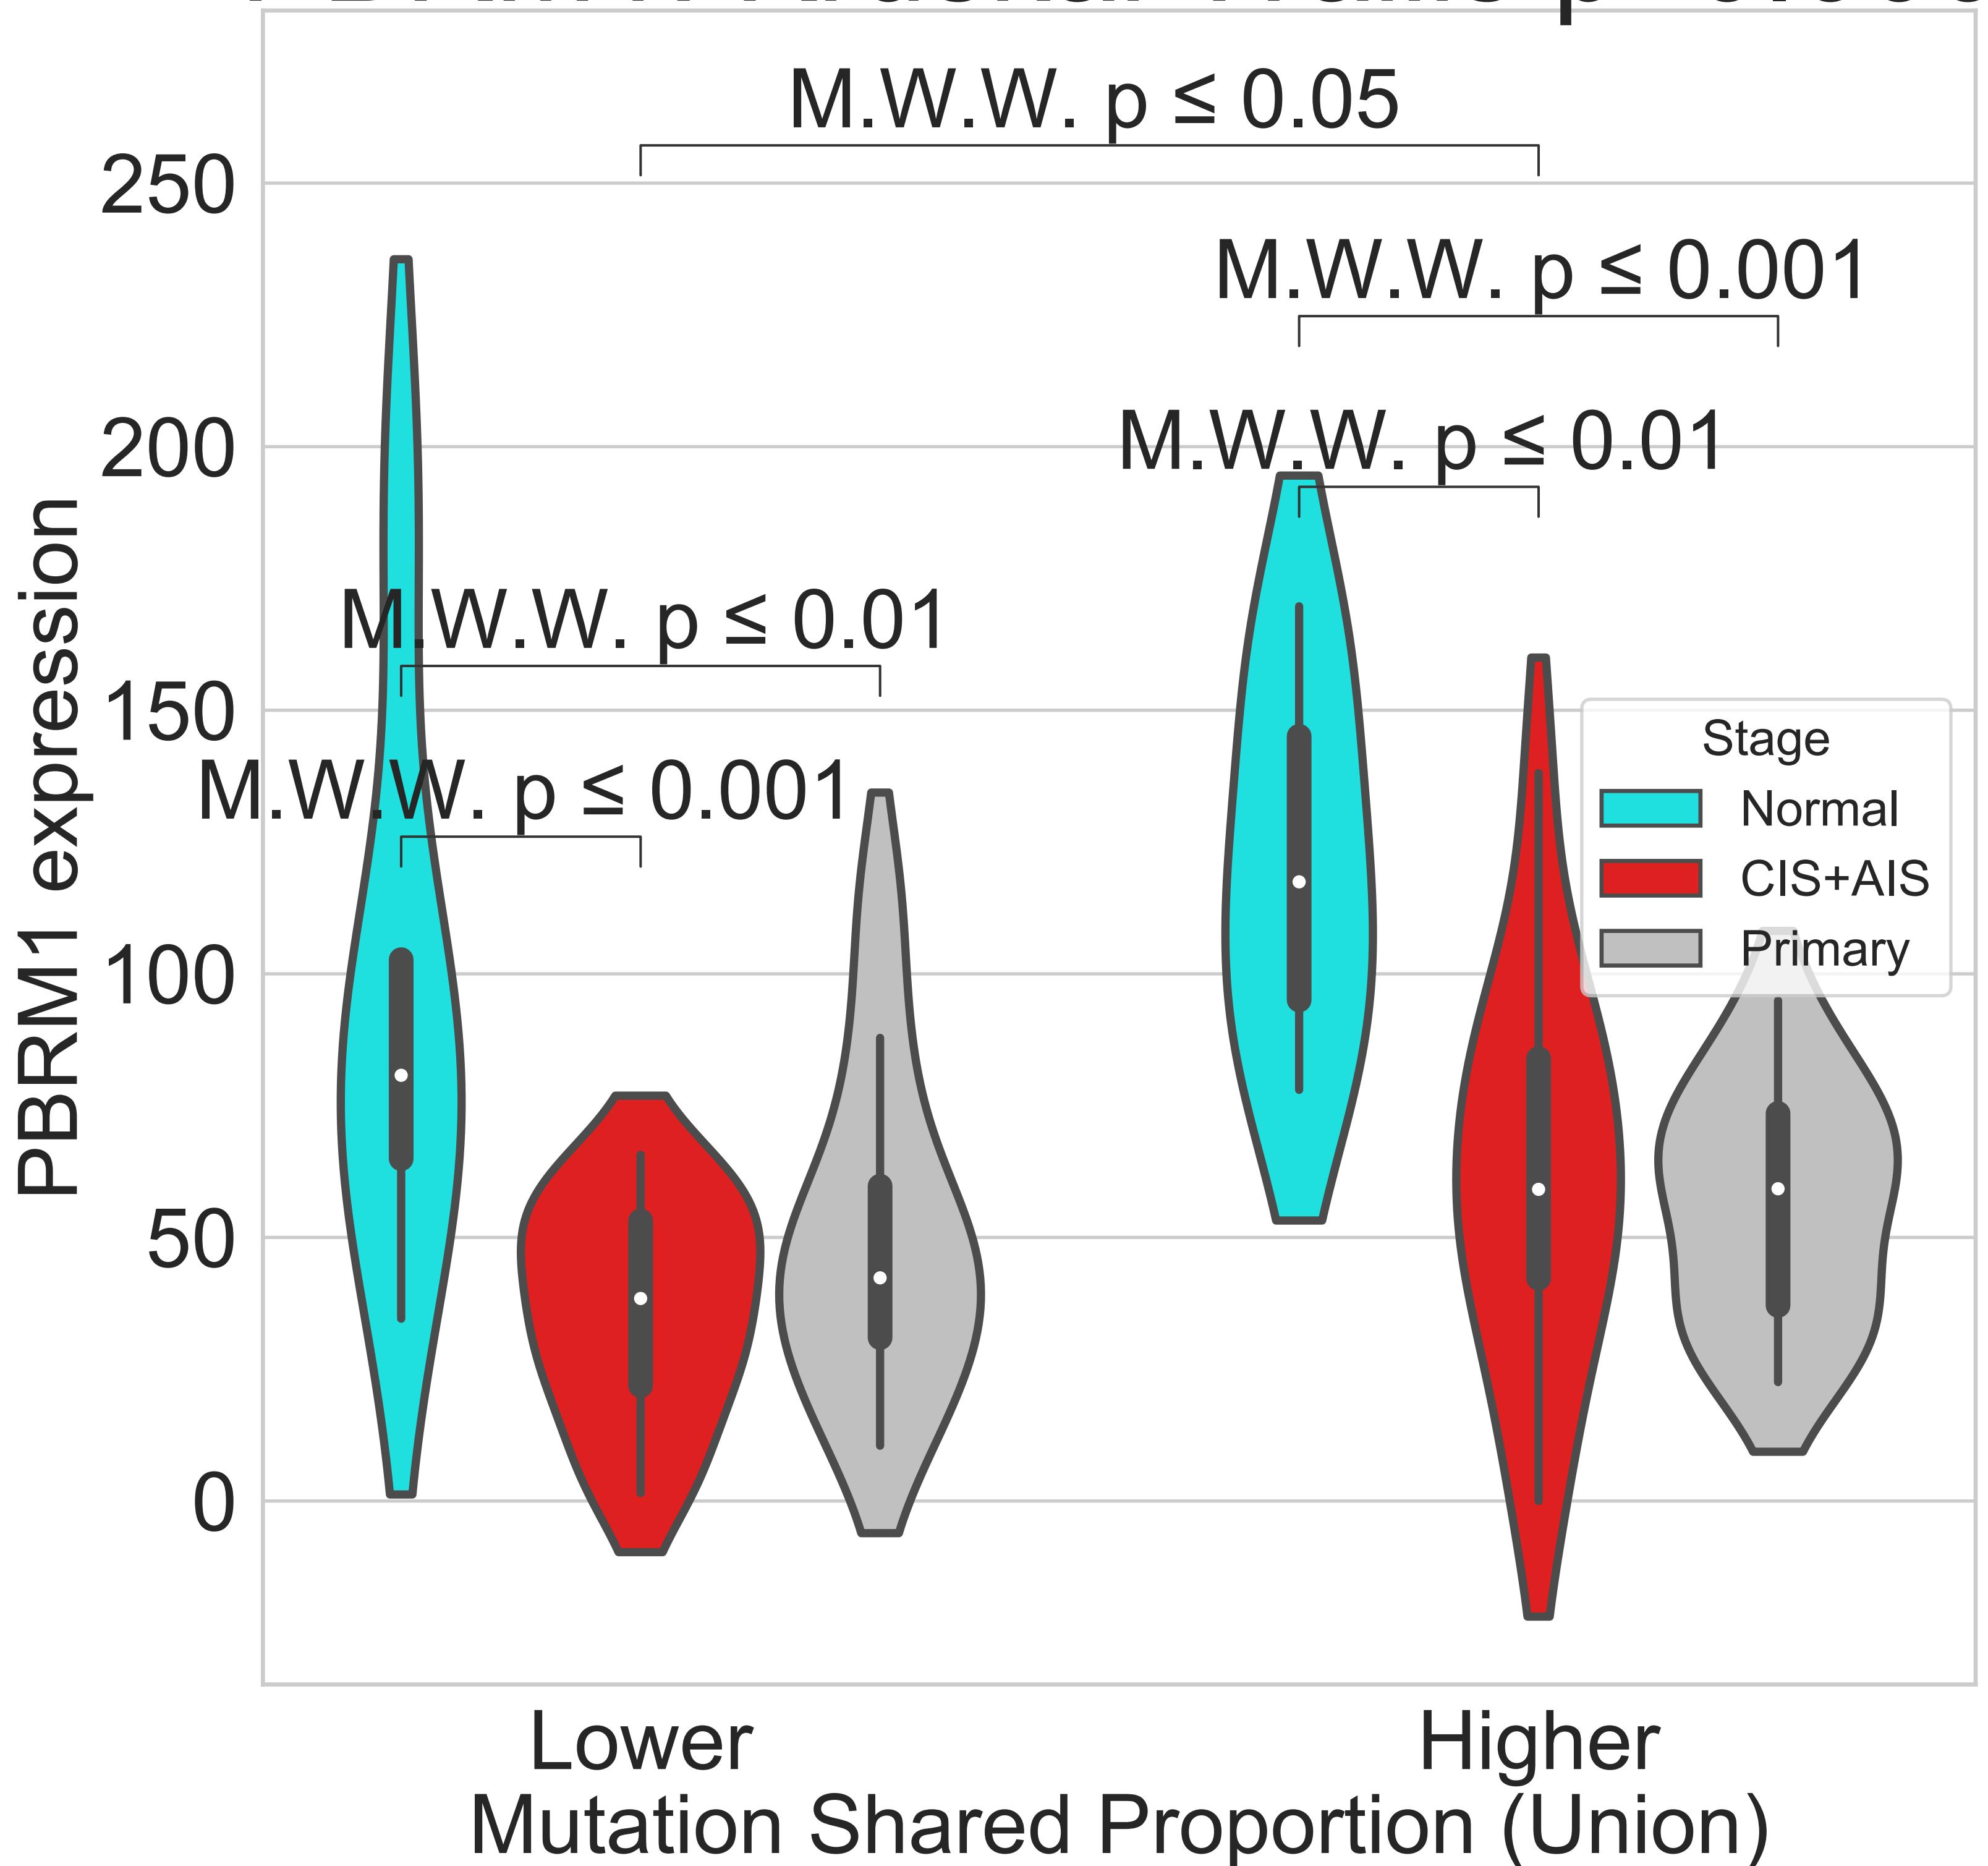 M.W.W. p ≤ 0.05
250
M.W.W. p ≤ 0.001
200
M.W.W. p ≤ 0.01
M.W.W. p ≤ 0.01
150
Stage
Normal
CIS+AIS
Primary
M.W.W. p ≤ 0.001
100
50
0
PBRM1 expression
Lower
Higher
Mutation Shared Proportion (Union)